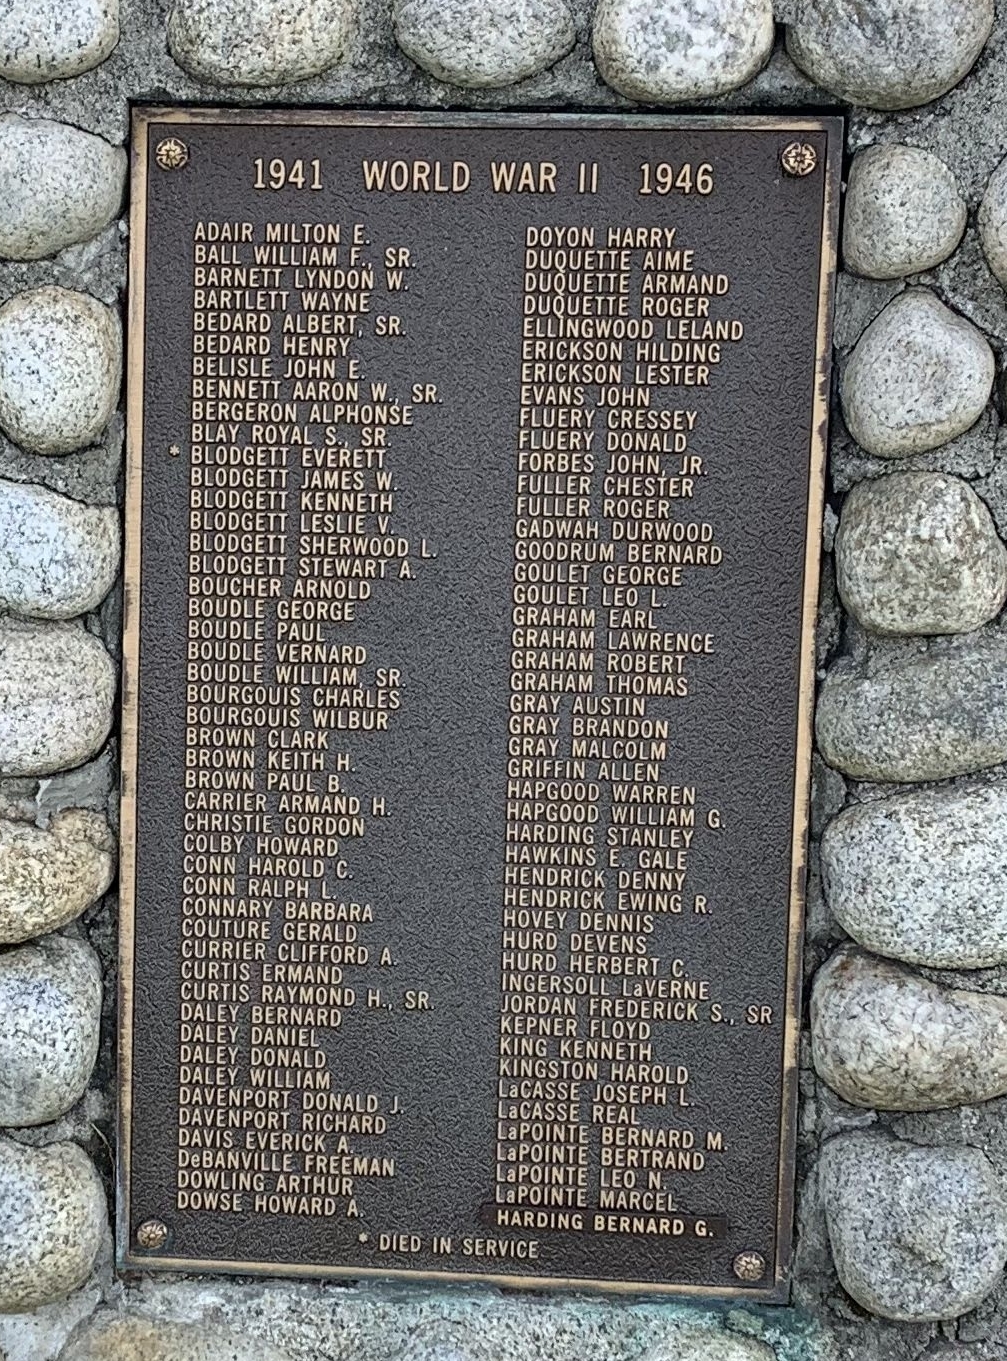 1941 WORLD WAR II 1946
ADAIR MILTON E.
BALL WILLIAM F., SR.
BARNETT LYNDON W.
BARTLETT WAYNE
BEDARD ALBERT, SR.
BEDARD HENRY
BELISLE JOHN E.
BENNETT AARON W., SR.
BERGERON ALPHONSE
BLAY ROYAL S., SR.
* BLODGETT EVERETT
BLODGETT JAMES W.
BLODGETT KENNETH
BLODGETT LESLIE V.
BLODGETT SHERWOOD L.
BLODGETT STEWART A.
BOUCHER ARNOLD
BOUDLE GEORGE
BOUDLE PAUL
BOUDLE VERNARD
BOUDLE WILLIAM, SR
BOURGOUIS CHARLES
BOURGOUIS WILBUR
BROWN CLARK
BROWN KEITH H.
BROWN PAUL B.
CARRIER ARMAND H.
CHRISTIE GORDON
COLBY HOWARD
CONN HAROLD C.
CONN RALPH L.
CONNARY BARBARA
COUTURE GERALD
CURRIER CLIFFORD A.
CURTIS ERMAND
CURTIS RAYMOND H., SR.
DALEY BERNARD
DALEY DANIEL
DALEY DONALD
DALEY WILLIAM
DAVENPORT DONALD J.
DAVENPORT RICHARD
DAVIS EVERICK A.
DeBANVILLE FREEMAN
DOWLING ARTHUR
DOWSE HOWARD A.
DOYON HARRY
DUQUETTE AIME
DUQUETTE ARMAND
DUQUETTE ROGER
ELLINGWOOD LELAND
ERICKSON HILDING
ERICKSON LESTER
EVANS JOHN
FLUERY CRESSEY
FLUERY DONALD
FORBES JOHN, JR.
FULLER CHESTER
FULLER ROGER
GADWAH DURWOOD
GOODRUM BERNARD
GOULET GEORGE
GOULET LEO L.
GRAHAM EARL
GRAHAM LAWRENCE
GRAHAM ROBERT
GRAHAM THOMAS
GRAY AUSTIN
GRAY BRANDON
GRAY MALCOLM
GRIFFIN ALLEN
HAPGOOD WARREN
HAPGOOD WILLIAM G.
HARDING STANLEY
HAWKINS E. GALE
HENDRICK DENNY
HENDRICK EWING R.
HOVEY DENNIS
HURD DEVENS
HURD HERBERT C.
INGERSOLL LaVERNE
JORDAN FREDERICK S., SR
KEPNER FLOYD
KING KENNETH
KINGSTON HAROLD
LaCASSE JOSEPH L.
LaCASSE REAL
LaPOINTE BERNARD M.
LaPOINTE BERTRAND
LaPOINTE LEO N.
LaPOINTE MARCEL
HARDING BERNARD G.
* DIED IN SERVICE